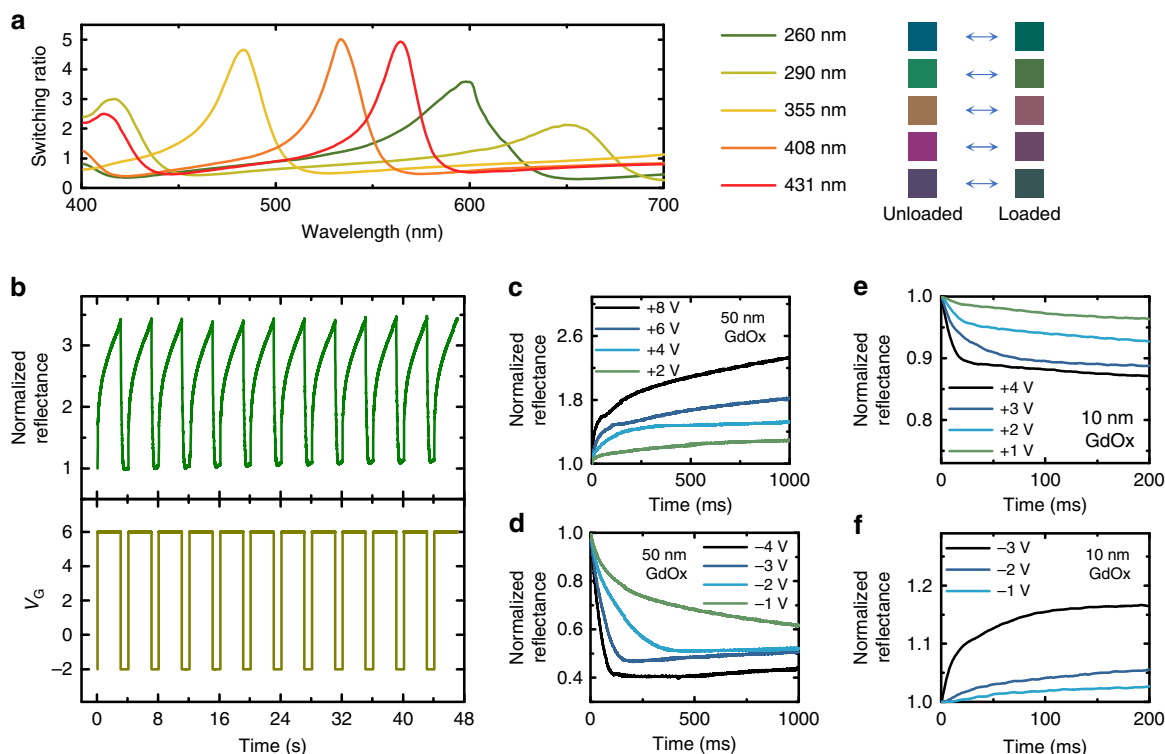 a
Switching ratio
5
4
3
2
1
0
400
500
600
700
Wavelength (nm)
260 nm
290 nm
355 nm
408 nm
431 nm
Unloaded
Loaded
b
Normalized
reflectance
3
2
1
V_G
6
4
2
0
−2
0
8
16
24
32
40
48
Time (s)
c
Normalized
reflectance
2.6
1.8
1.0
+8 V
+6 V
+4 V
+2 V
50 nm
GdOx
0
500
1000
Time (ms)
d
Normalized
reflectance
1.0
0.8
0.6
0.4
50 nm
GdOx
−4 V
−3 V
−2 V
−1 V
0
500
1000
Time (ms)
e
Normalized
reflectance
1.0
0.9
0.8
+4 V
+3 V
+2 V
+1 V
10 nm
GdOx
0
100
200
Time (ms)
f
Normalized
reflectance
1.2
1.1
1.0
−3 V
−2 V
−1 V
10 nm
GdOx
0
100
200
Time (ms)